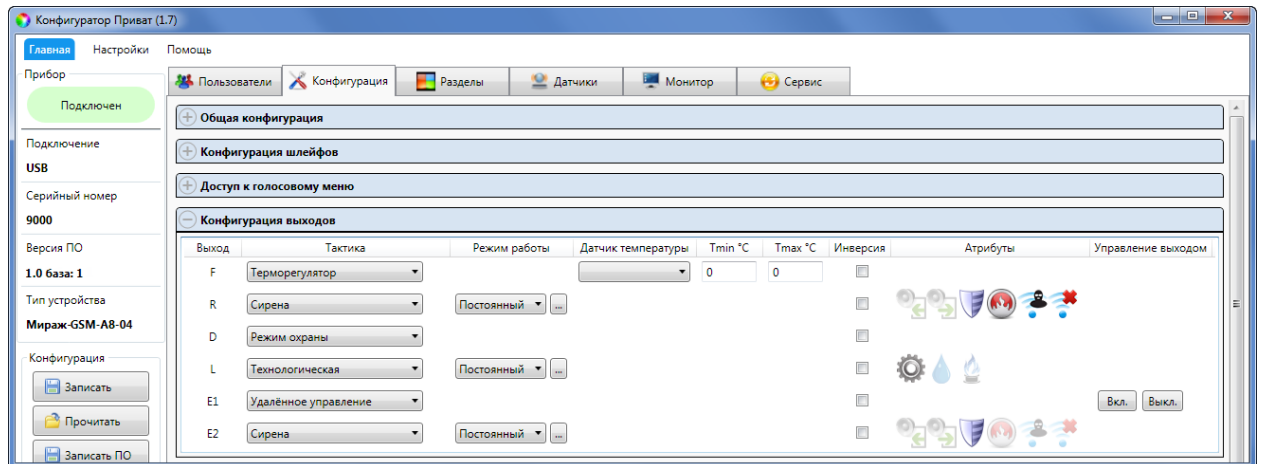 Конфигуратор Приват (1.7)
Главная Настройки Помощь
Прибор
Подключен
Подключение
USB
Серийный номер
9000
Версия ПО
1.0 база: 1
Тип устройства
Мираж-GSM-A8-04
Конфигурация
Записать
Прочитать
Записать ПО
Пользователи Конфигурация Разделы Датчики Монитор Сервис
Общая конфигурация
Конфигурация шлейфов
Доступ к голосовому меню
Конфигурация выходов
Выход Тактика Режим работы Датчик температуры Tmin °C Tmax °C Инверсия Атрибуты Управление выходом
F Терморегулятор 0 0
R Сирена Постоянный ...
D Режим охраны
L Технологическая Постоянный ...
E1 Удалённое управление Вкл. Выкл.
E2 Сирена Постоянный ...